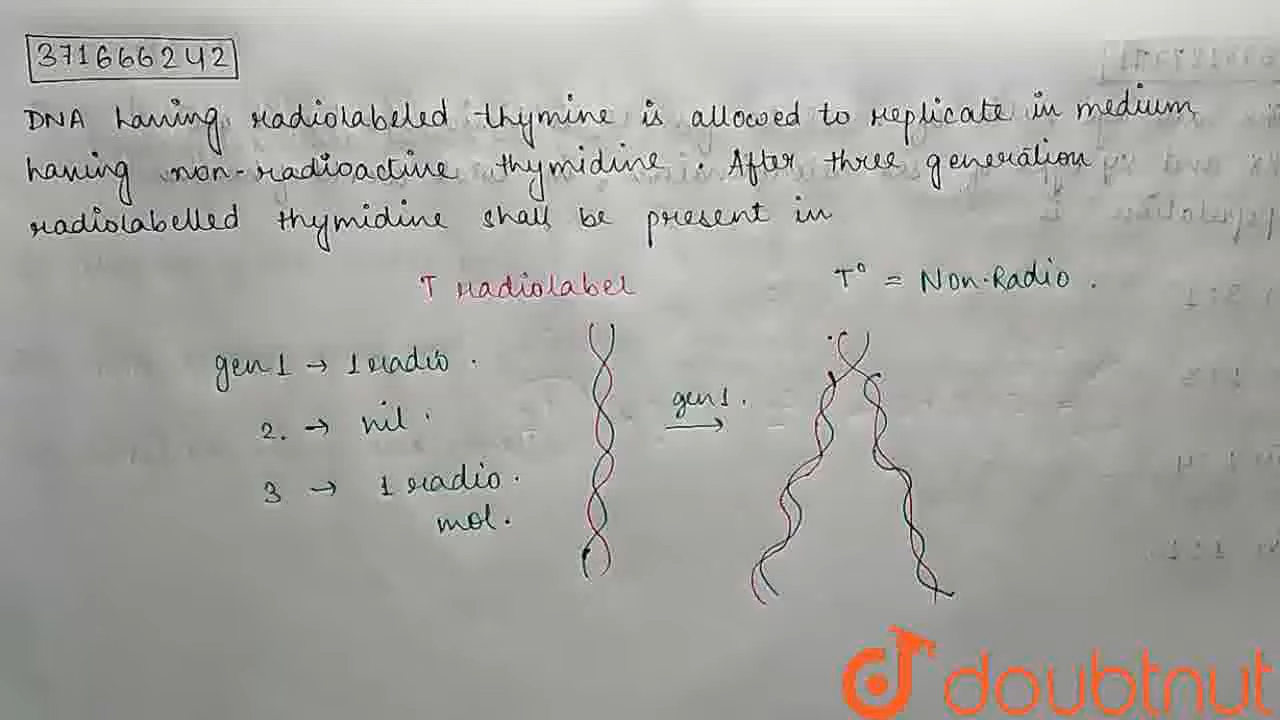 371666242
DNA having radiolabeled thymine is allowed to replicate in medium
having non-radioactive thymidine. After three generation
radiolabelled thymidine shall be present in
T radiolabel
T° = Non-Radio.
gen 1 → 1 radio.
2. → nil.
3 → 1 radio.
mol.
gen 1.
doubtnut